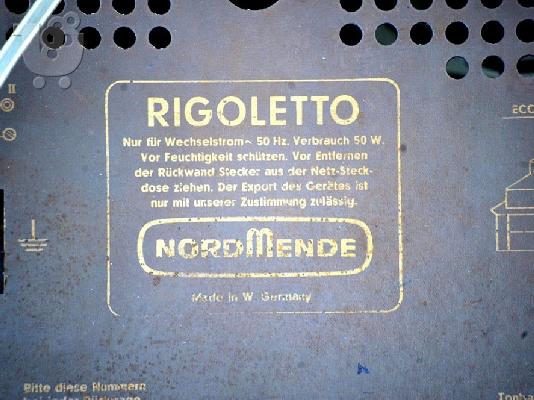 II
RIGOLETTO
Nur für Wechselstrom~ 50 Hz. Verbrauch 50 W.
Vor Feuchtigkeit schützen. Vor Entfernen
der Rückwand Stecker aus der Netz-Steck-
dose ziehen. Der Export des Gerätes ist
nur mit unserer Zustimmung zulässig.
NORDMENDE
Made in W. Germany
Bitte diese Nummern